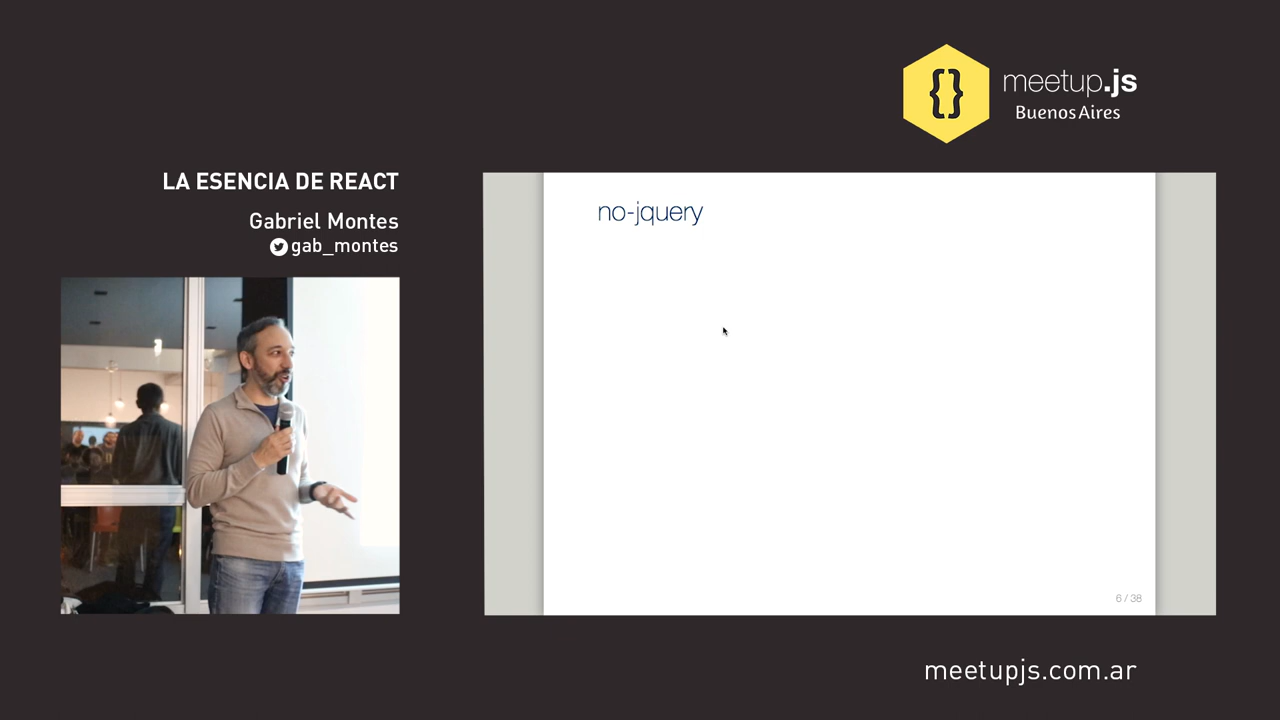 {}
meetup.js
Buenos Aires
LA ESENCIA DE REACT
Gabriel Montes
gab_montes
no-jquery
6 / 38
meetupjs.com.ar